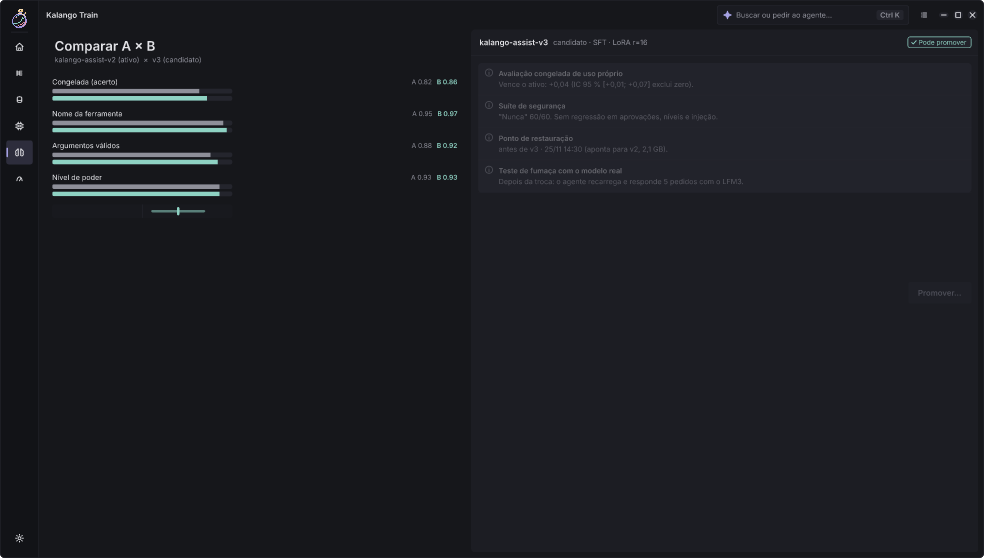 Kalango Train
Buscar ou pedir ao agente...
Ctrl K
Comparar A × B
kalango-assist-v2 (ativo) × v3 (candidato)
Congelada (acerto)
A 0.82 B 0.86
Nome da ferramenta
A 0.95 B 0.97
Argumentos válidos
A 0.88 B 0.92
Nível de poder
A 0.93 B 0.93
kalango-assist-v3 candidato · SFT · LoRA r=16
Pode promover
Avaliação congelada de uso próprio
Vence o ativo: +0,04 (IC 95 % [+0,01; +0,07] exclui zero).
Suíte de segurança
"Nunca" 60/60. Sem regressão em aprovações, níveis e injeção.
Ponto de restauração
antes de v3 · 25/11 14:30 (aponta para v2, 2,1 GB).
Teste de fumaça com o modelo real
Depois da troca: o agente recarrega e responde 5 pedidos com o LFM3.
Promover...